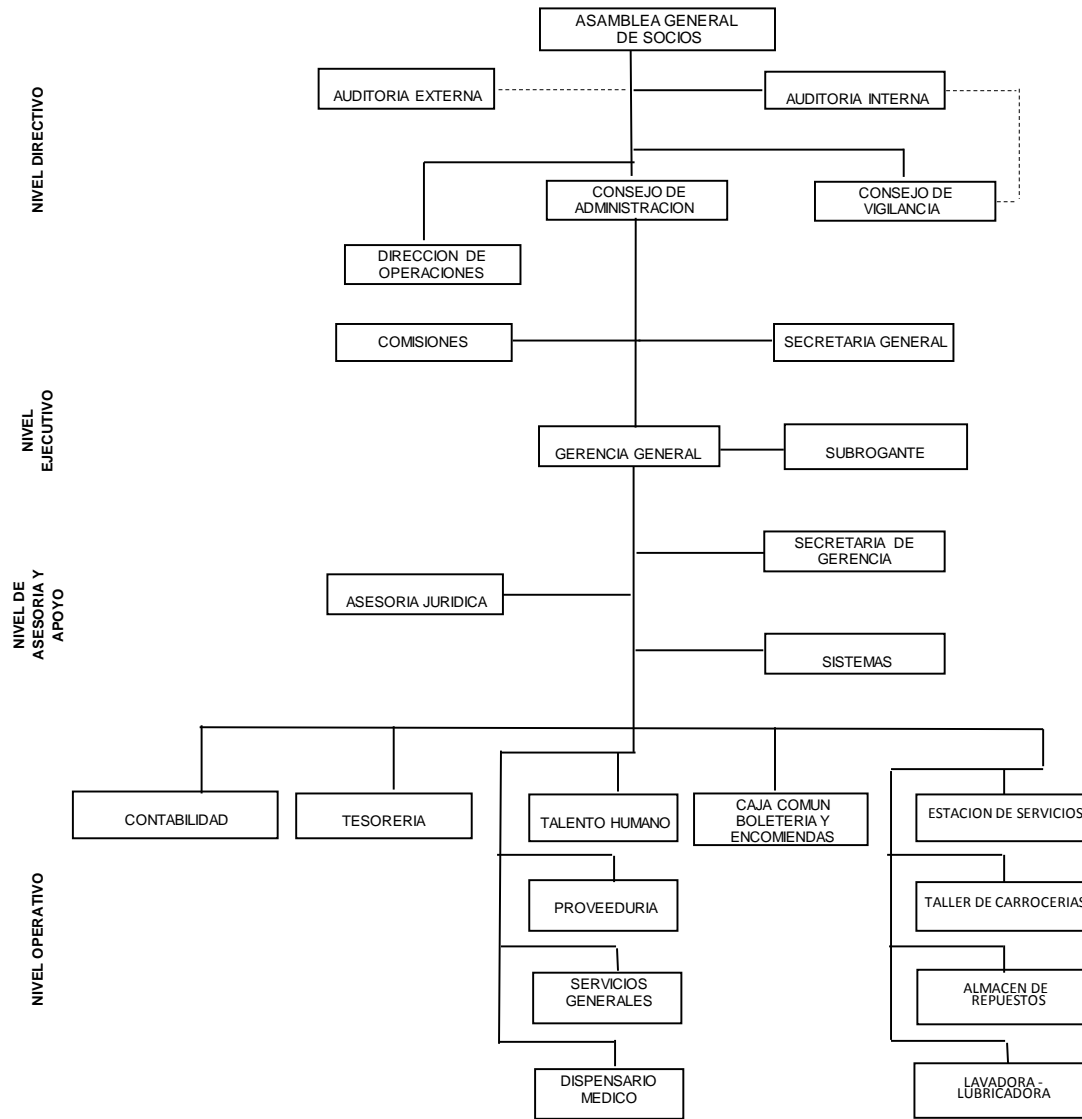 ASAMBLEA GENERAL
DE SOCIOS
AUDITORIA EXTERNA
AUDITORIA INTERNA
NIVEL DIRECTIVO
CONSEJO DE
ADMINISTRACION
CONSEJO DE
VIGILANCIA
DIRECCION DE
OPERACIONES
COMISIONES
SECRETARIA GENERAL
NIVEL
EJECUTIVO
GERENCIA GENERAL
SUBROGANTE
NIVEL DE
ASESORIA Y
APOYO
SECRETARIA DE
GERENCIA
ASESORIA JURIDICA
SISTEMAS
NIVEL OPERATIVO
CONTABILIDAD
TESORERIA
TALENTO HUMANO
CAJA COMUN
BOLETERIA Y
ENCOMIENDAS
ESTACION DE SERVICIOS
PROVEEDURIA
TALLER DE CARROCERIAS
SERVICIOS
GENERALES
ALMACEN DE
REPUESTOS
DISPENSARIO
MEDICO
LAVADORA -
LUBRICADORA